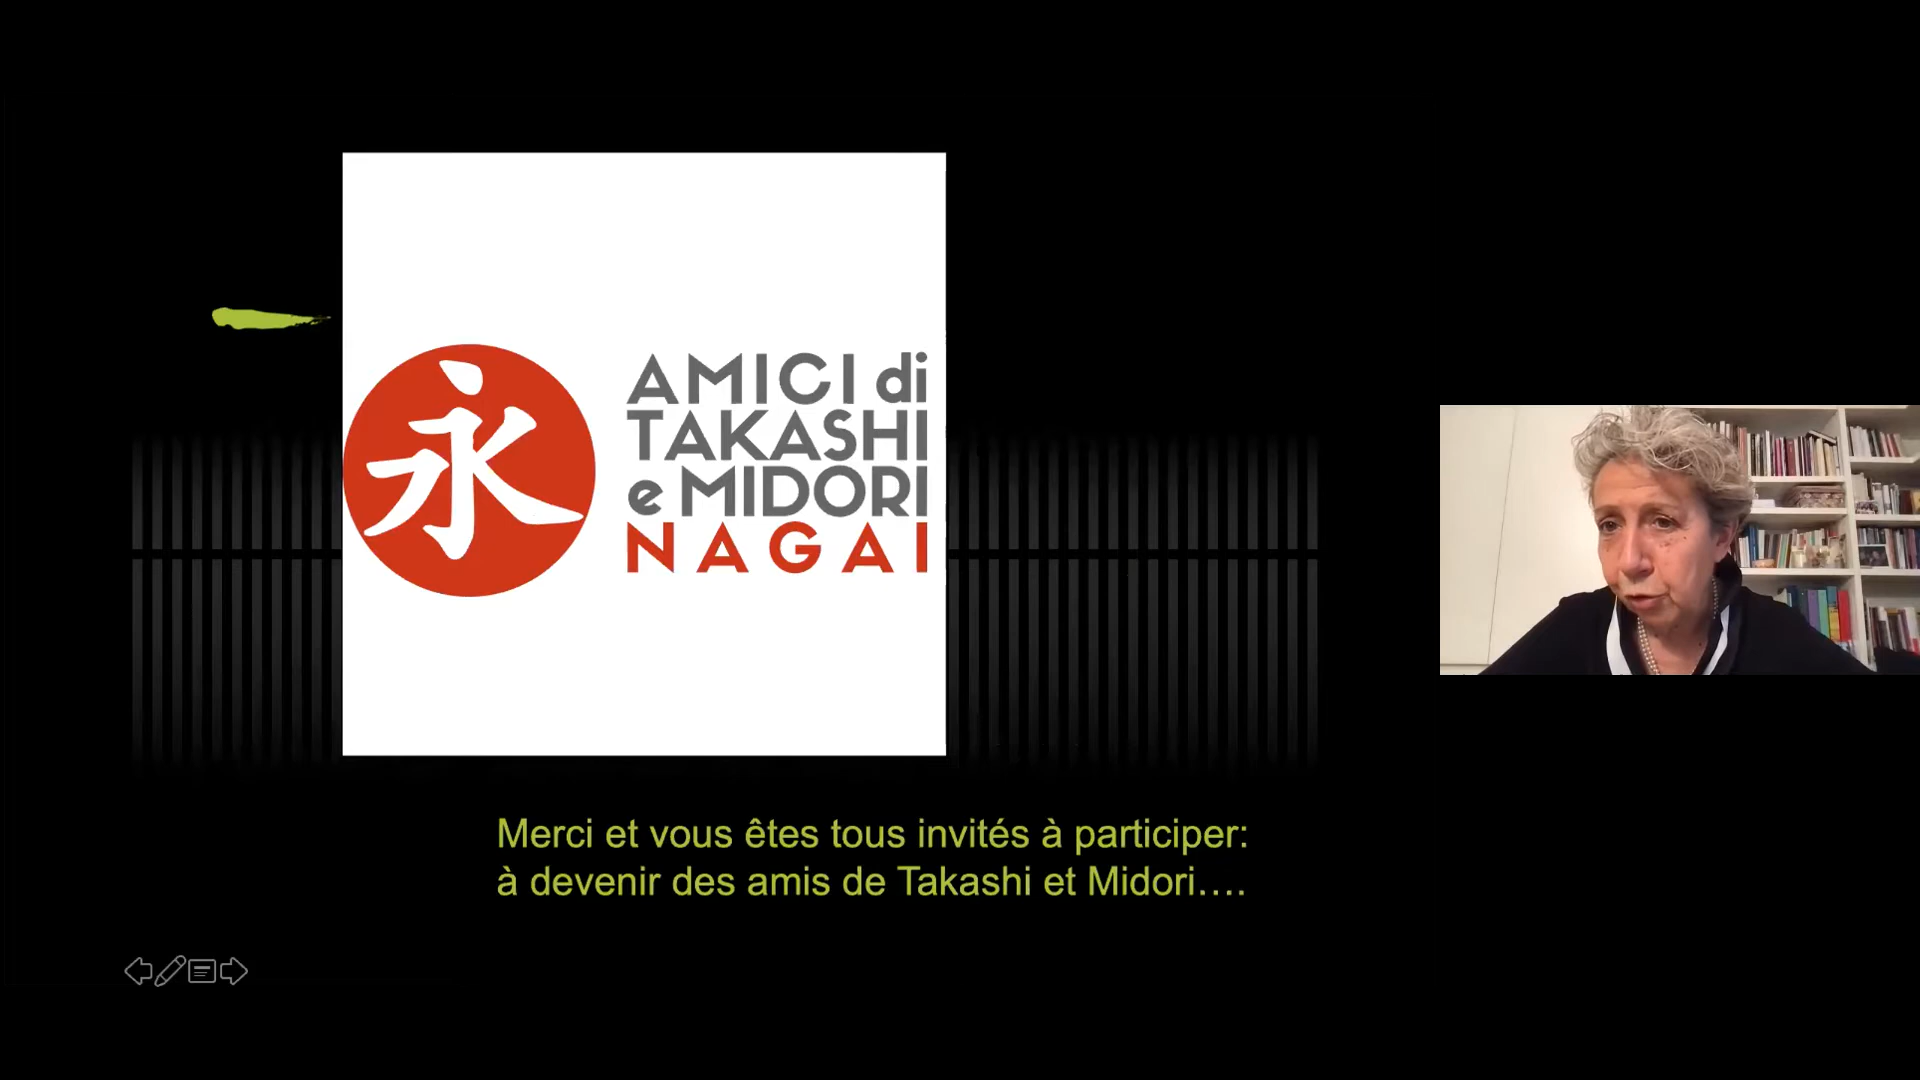 永
AMICI di
TAKASHI
e MIDORI
NAGAI
Merci et vous êtes tous invités à participer:
à devenir des amis de Takashi et Midori….